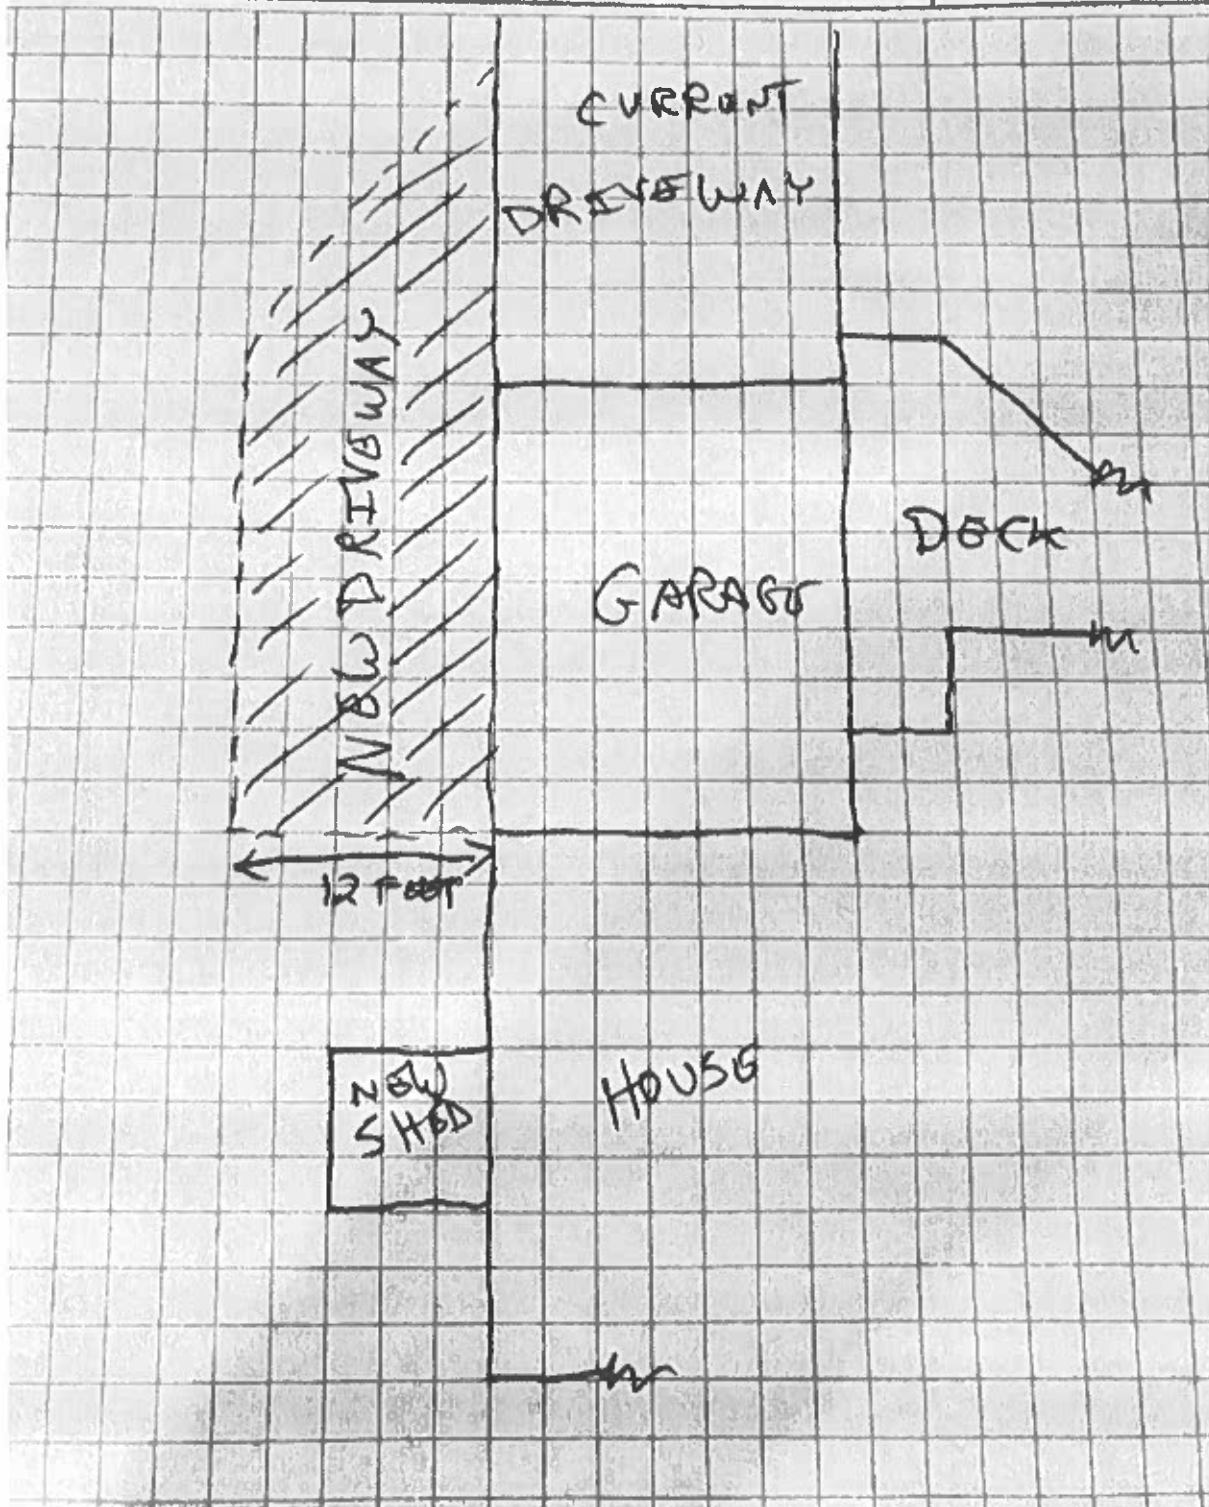 CURRENT
DRIVEWAY
NEW DRIVEWAY
DECK
GARAGE
12 FOOT
NEW
SHED
HOUSE